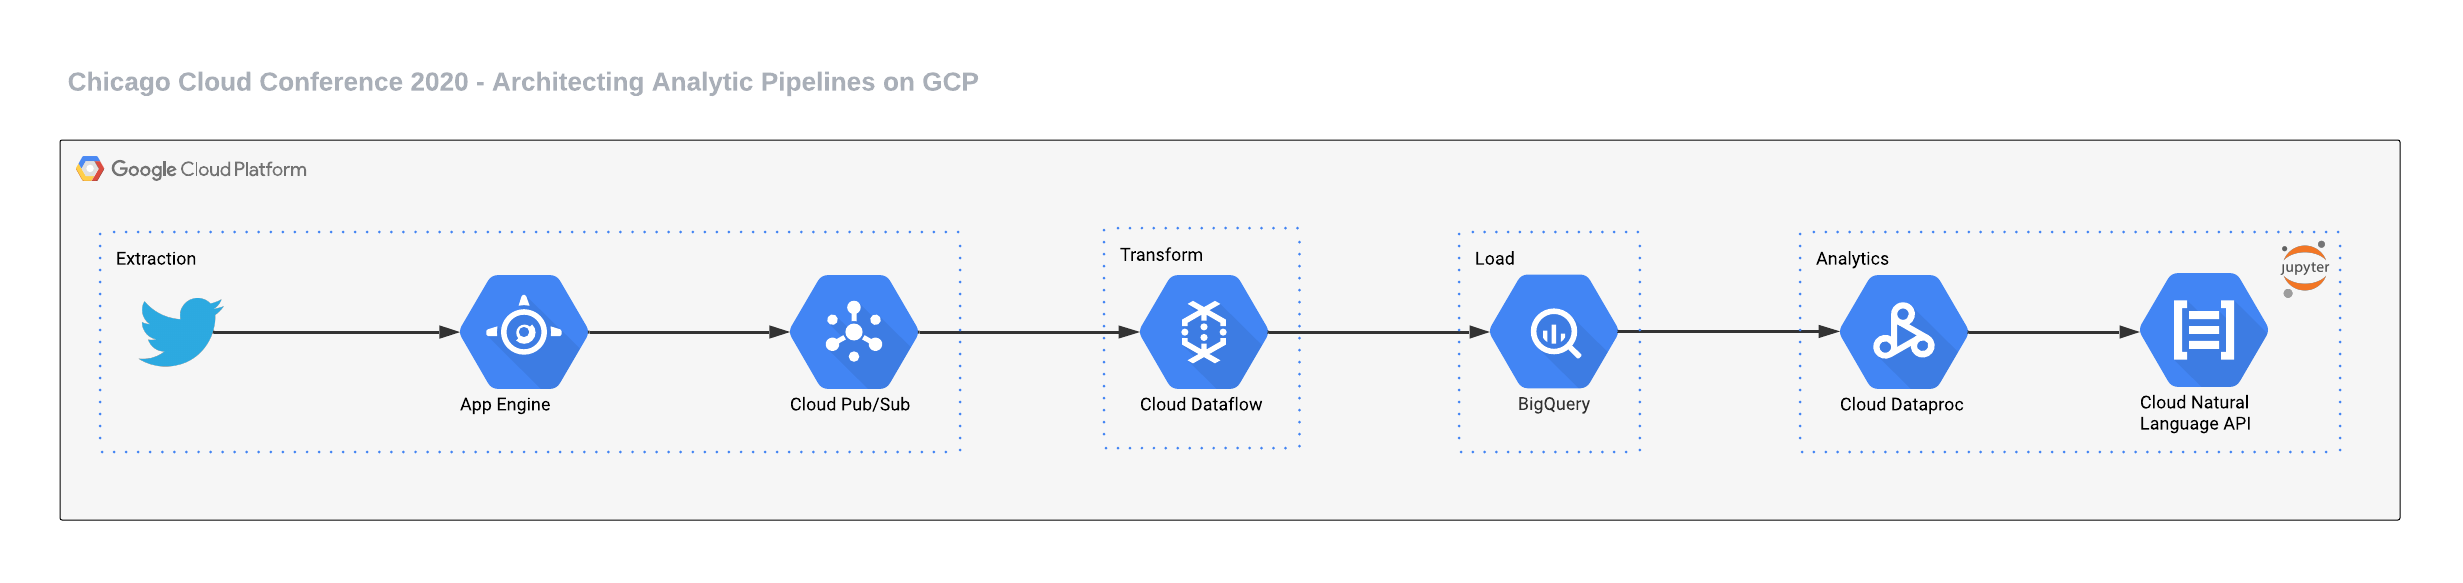 Chicago Cloud Conference 2020 - Architecting Analytic Pipelines on GCP
Google Cloud Platform
Extraction
App Engine
Cloud Pub/Sub
Transform
Cloud Dataflow
Load
BigQuery
Analytics
jupyter
Cloud Dataproc
Cloud Natural
Language API